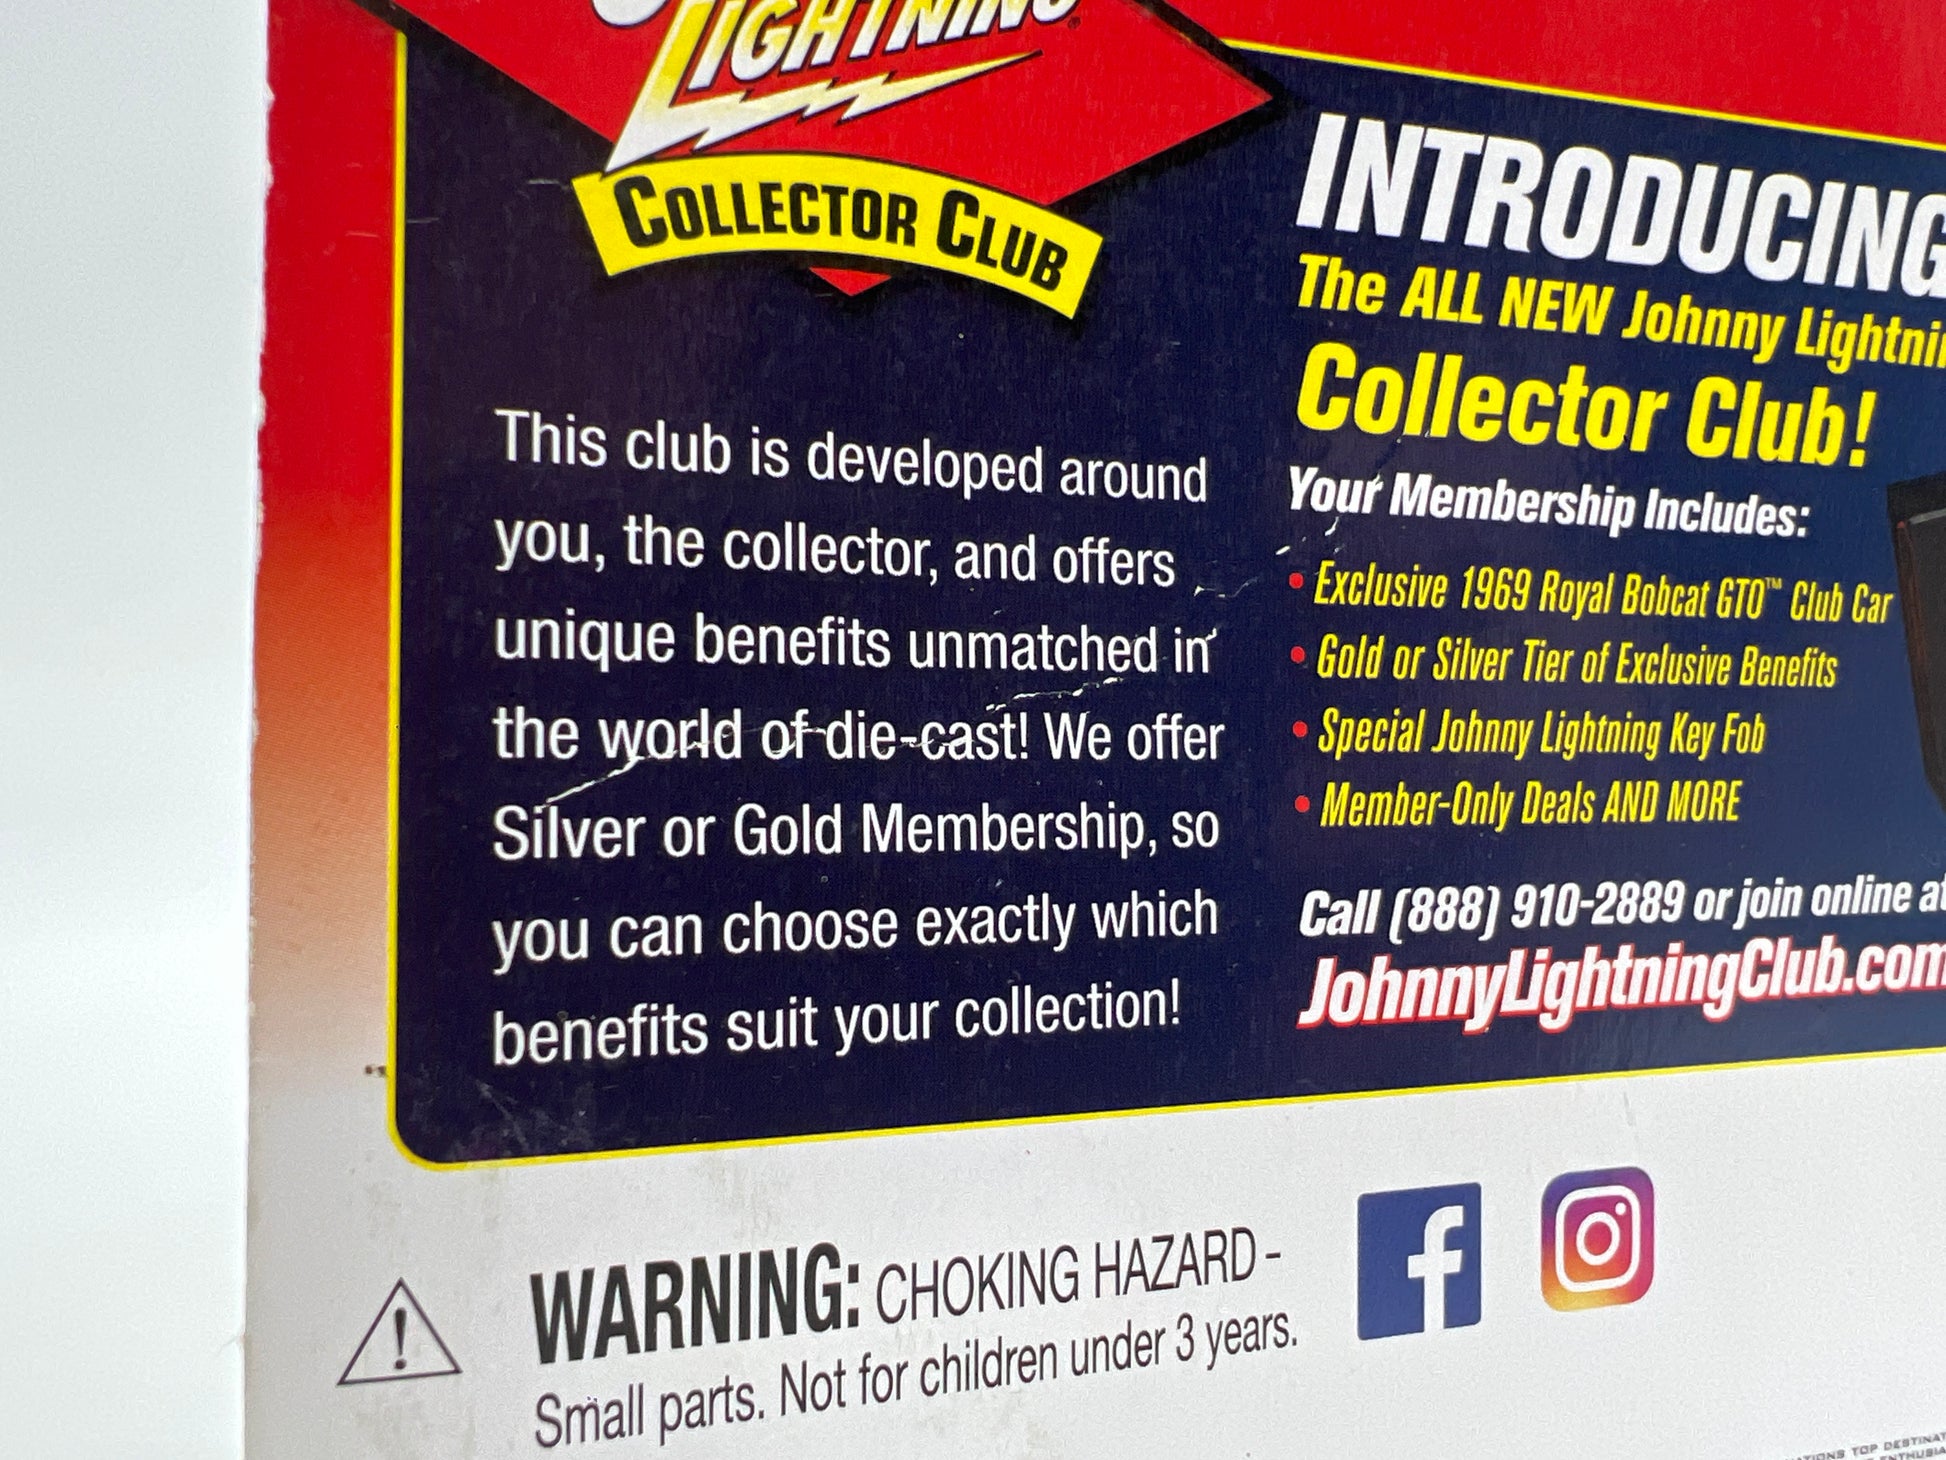 LIGHTNING
COLLECTOR CLUB
This club is developed around
you, the collector, and offers
unique benefits unmatched in
the world of die-cast! We offer
Silver or Gold Membership, so
you can choose exactly which
benefits suit your collection!
INTRODUCING
The ALL NEW Johnny Lightnin
Collector Club!
Your Membership Includes:
• Exclusive 1969 Royal Bobcat GTO™ Club Car
• Gold or Silver Tier of Exclusive Benefits
• Special Johnny Lightning Key Fob
• Member-Only Deals AND MORE
Call (888) 910-2889 or join online at
JohnnyLightningClub.com
WARNING: CHOKING HAZARD -
Small parts. Not for children under 3 years.
TOP DESTINAT